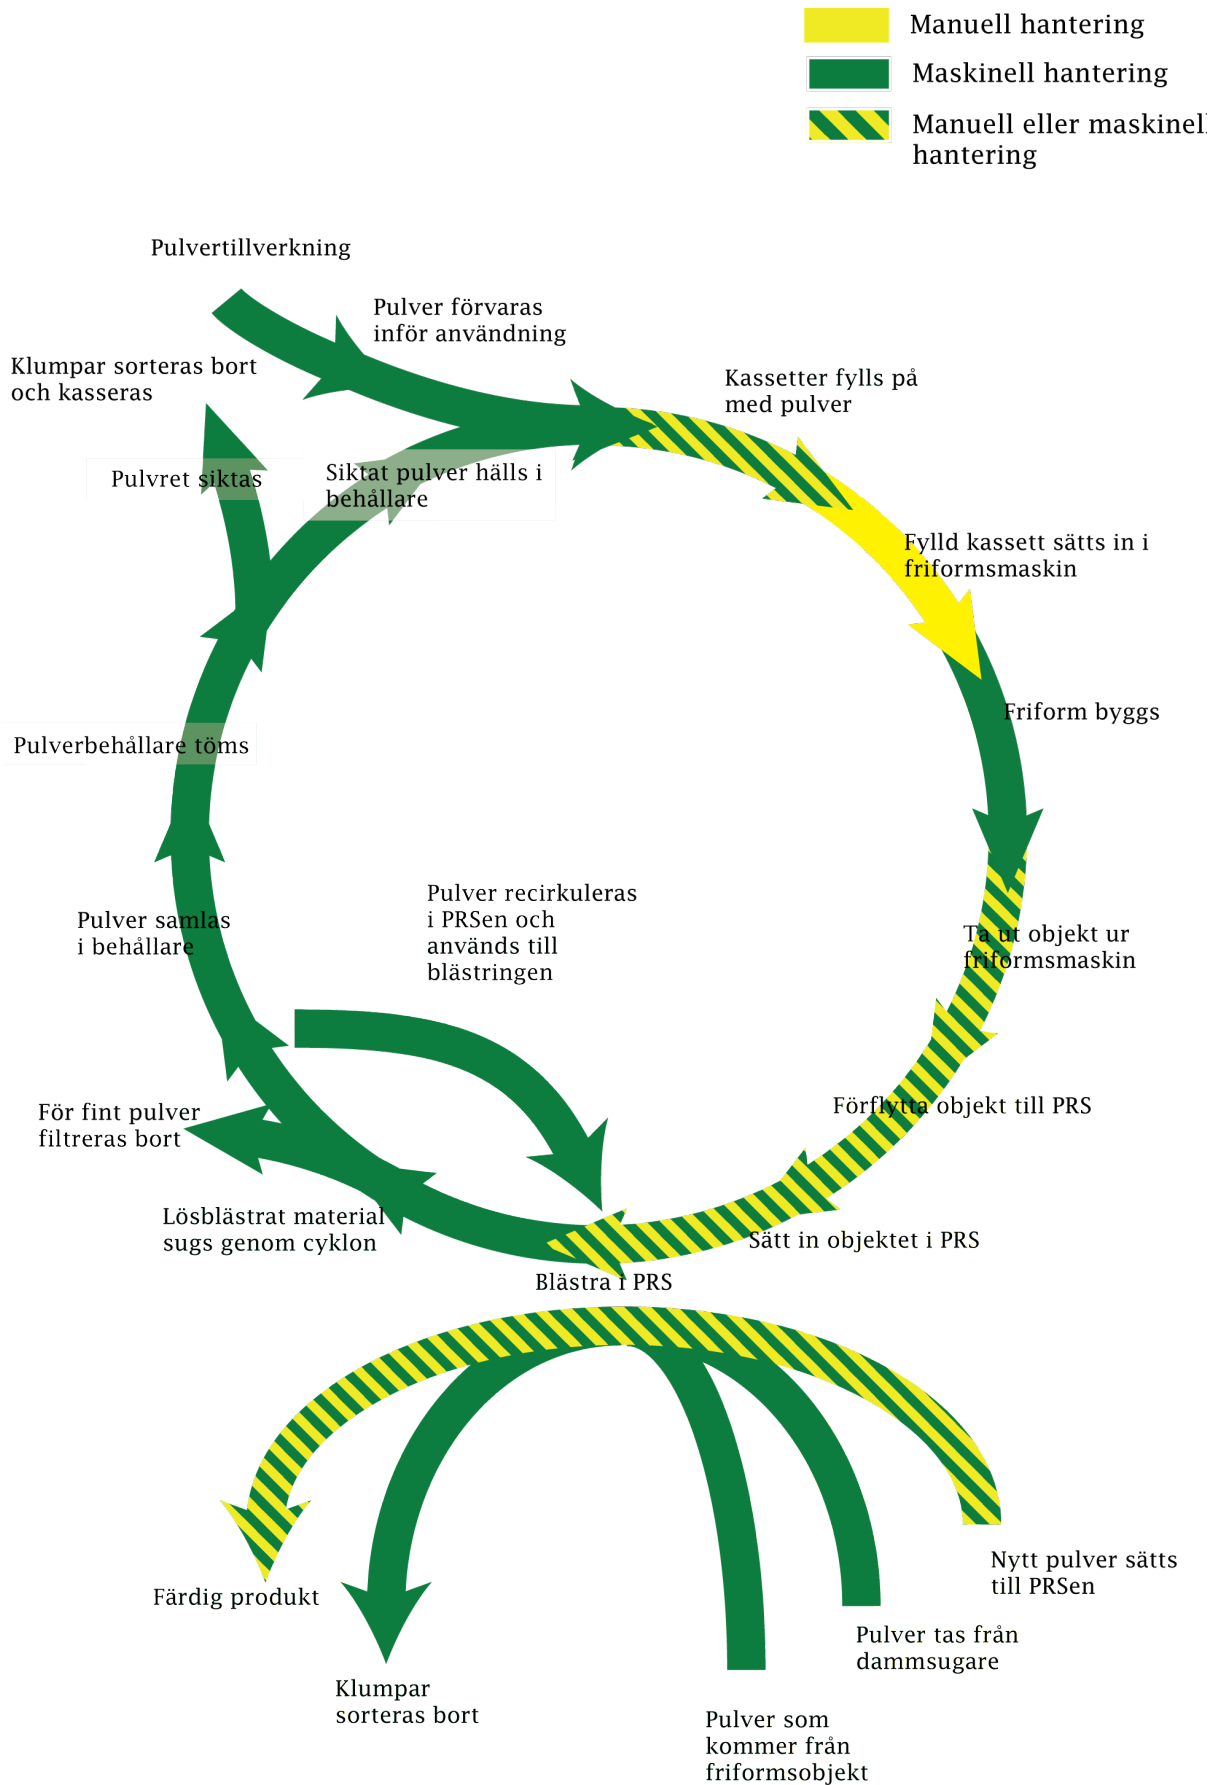 Manuell hantering
Maskinell hantering
Manuell eller maskinell
hantering
Pulvertillverkning
Pulver förvaras
inför användning
Klumpar sorteras bort
och kasseras
Kassetter fylls på
med pulver
Pulvret siktas
Siktat pulver hälls i
behållare
Fylld kassett sätts in i
friformsmaskin
Friform byggs
Pulverbehållare töms
Pulver samlas
i behållare
Pulver recirkuleras
i PRSen och
används till
blästringen
Ta ut objekt ur
friformsmaskin
För fint pulver
filtreras bort
Förflytta objekt till PRS
Lösblästrat material
sugs genom cyklon
Sätt in objektet i PRS
Blästra i PRS
Färdig produkt
Nytt pulver sätts
till PRSen
Pulver tas från
dammsugare
Klumpar
sorteras bort
Pulver som
kommer från
friformsobjekt